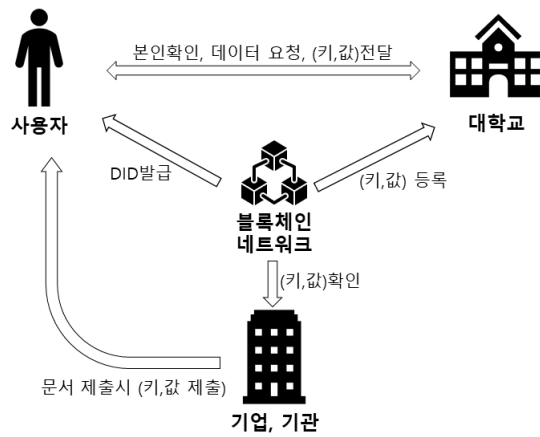 본인확인, 데이터 요청, (키,값)전달
사용자
대학교
DID발급
(키,값) 등록
블록체인
네트워크
(키,값)확인
문서 제출시 (키,값 제출)
기업, 기관